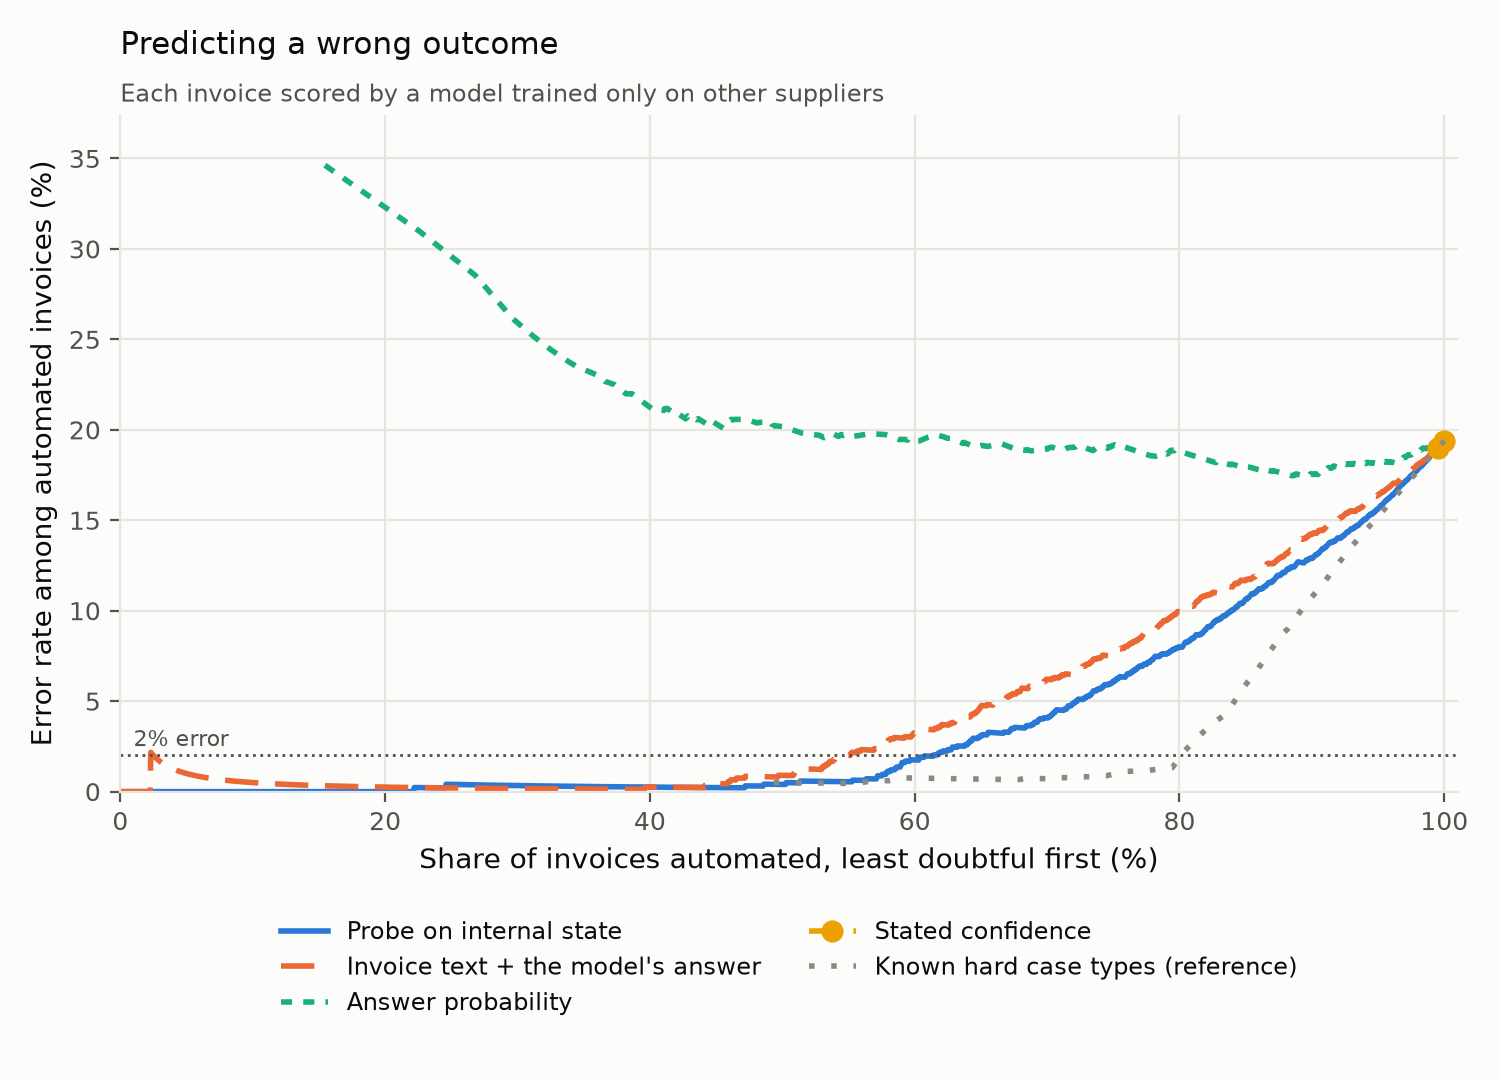 Predicting a wrong outcome
Each invoice scored by a model trained only on other suppliers
Error rate among automated invoices (%)
35
30
25
20
15
10
5
0
2% error
0 20 40 60 80 100
Share of invoices automated, least doubtful first (%)
Probe on internal state
Invoice text + the model's answer
Answer probability
Stated confidence
Known hard case types (reference)